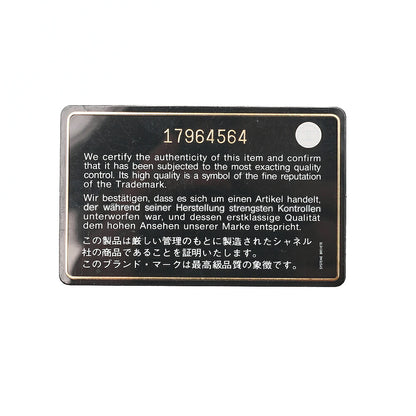 17964564
We certify the authenticity of this item and confirm
that it has been subjected to the most exacting quality
control. Its high quality is a symbol of the fine reputation
of the Trademark.
Wir bestätigen, dass es sich um einen Artikel handelt,
der während seiner Herstellung strengsten Kontrollen
unterworfen war, und dessen erstklassige Qualität
dem hohen Ansehen unserer Marke entspricht.
この製品は厳しい管理のもとに製造されたシャネル
社の商品であることを証明いたします。
このブランド・マークは最高級品質の象徴です。